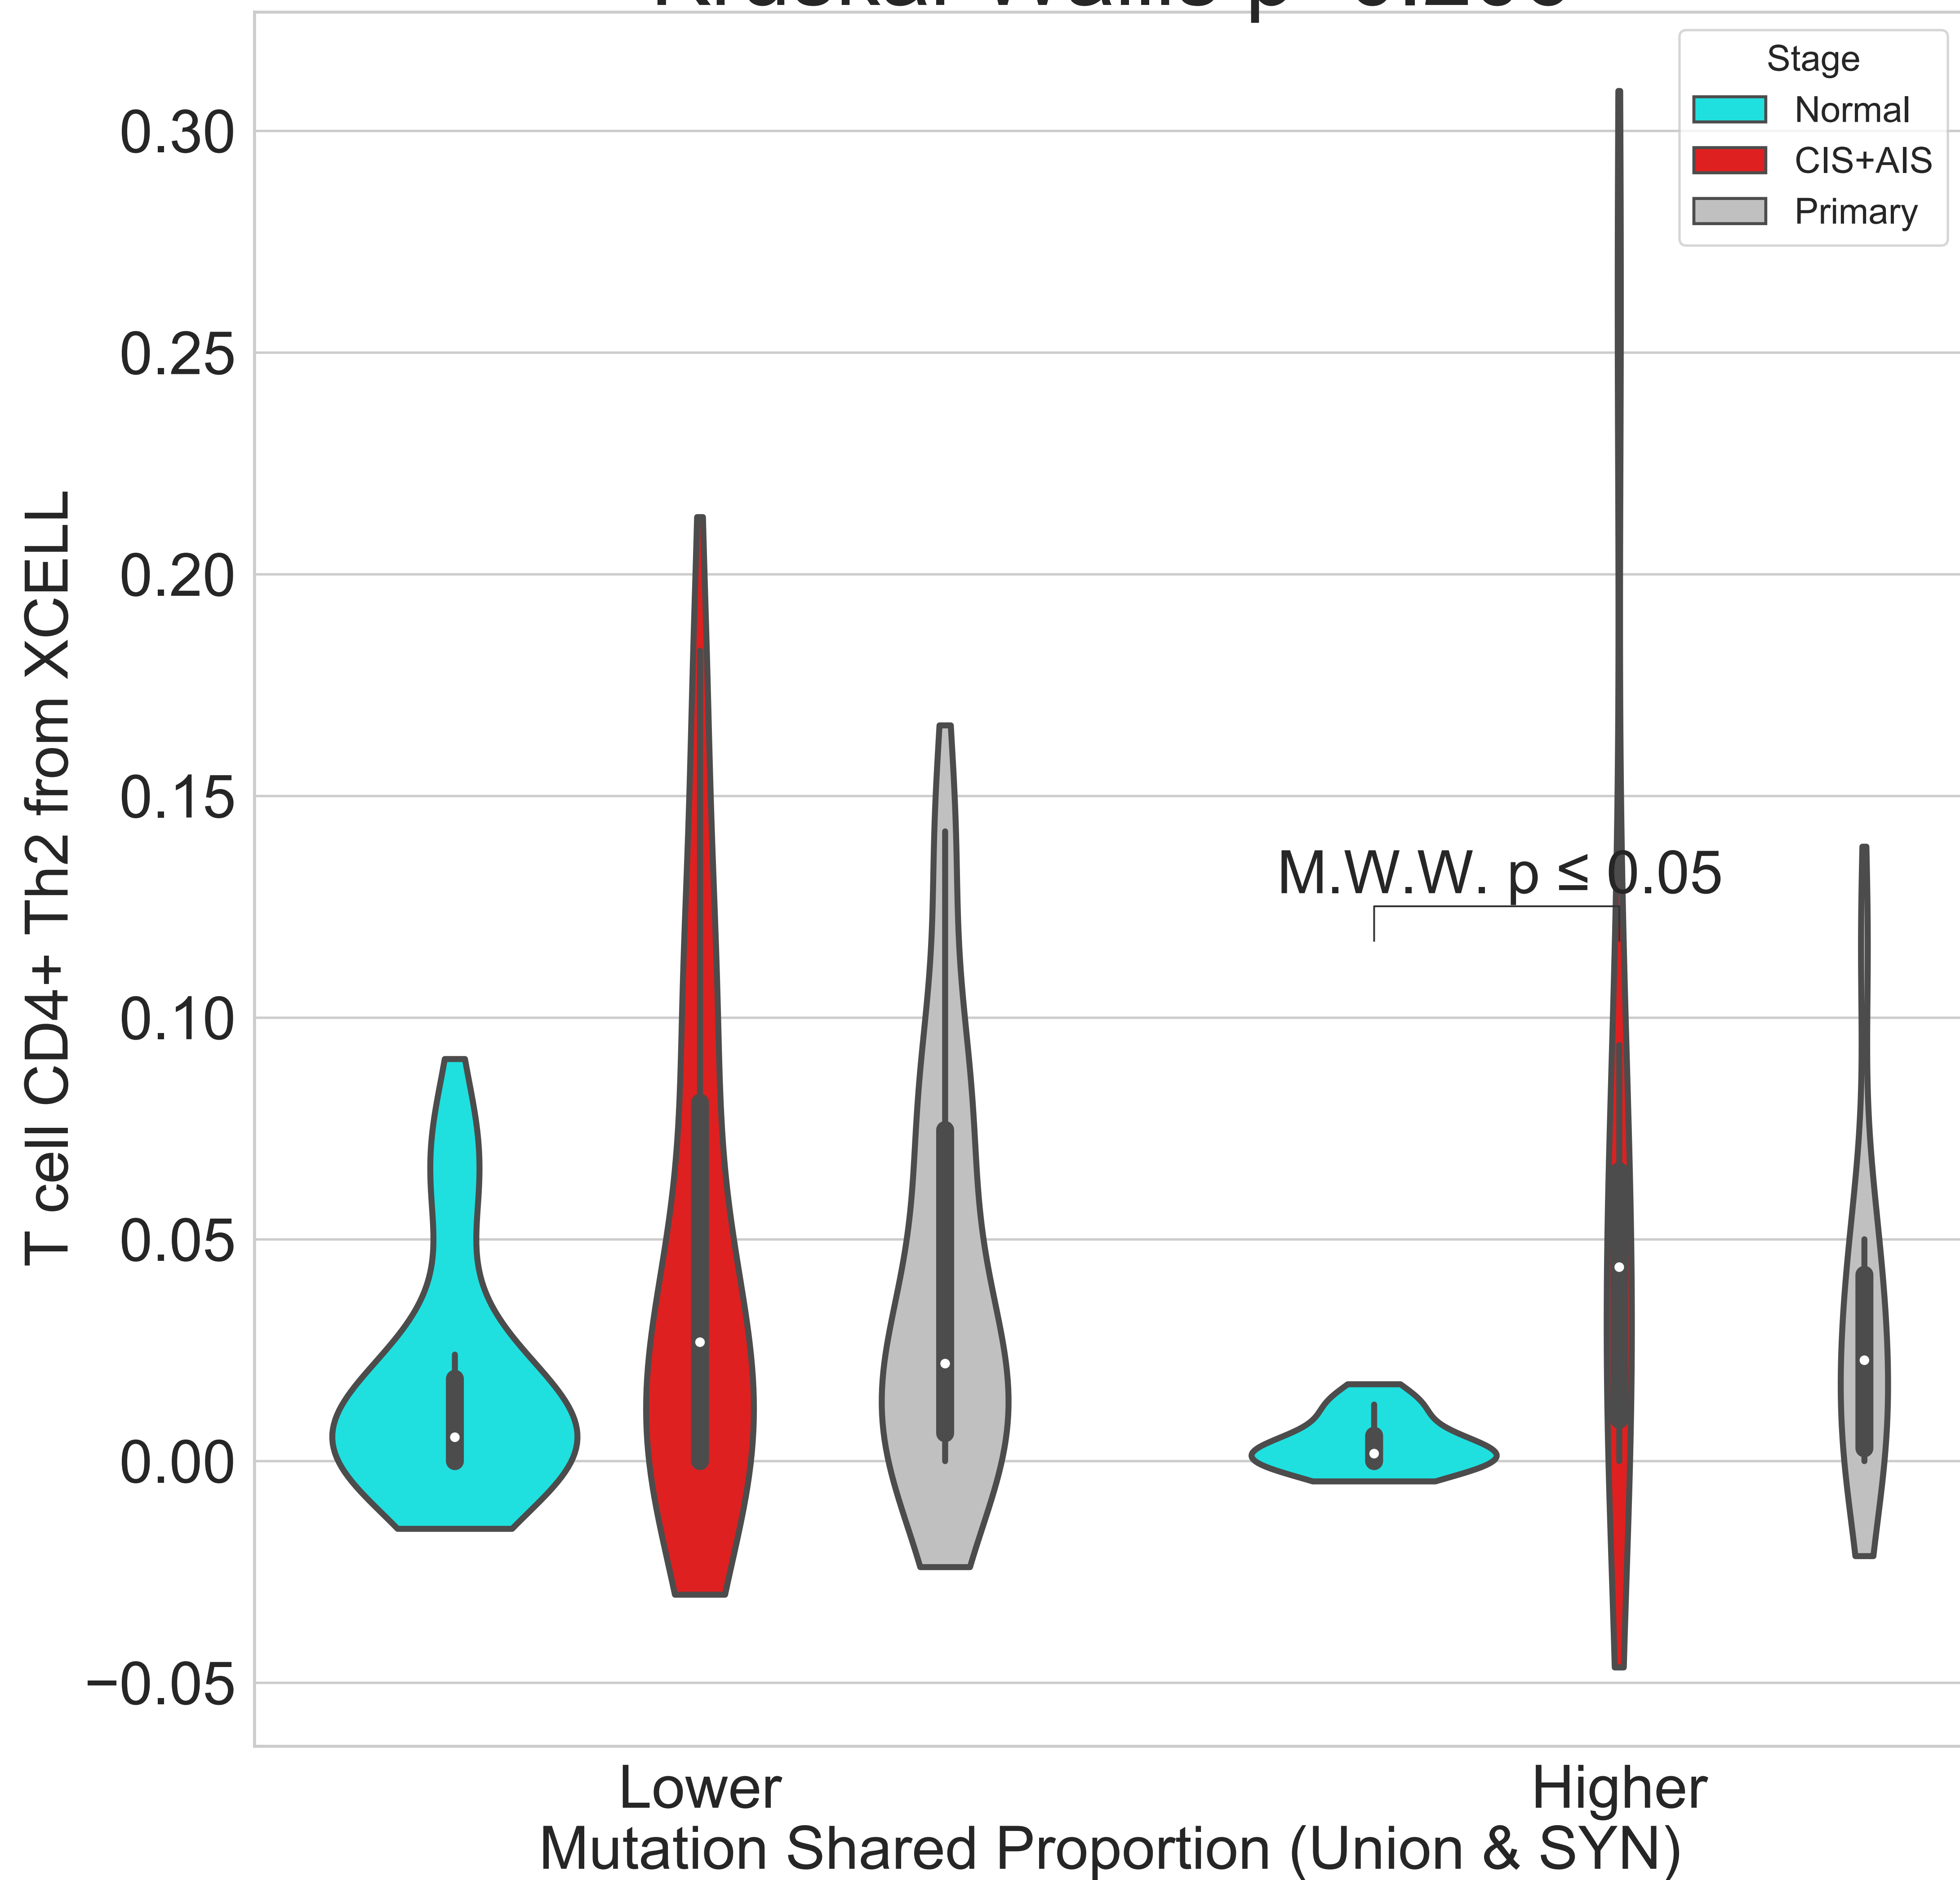 Stage
Normal
CIS+AIS
Primary
0.30
0.25
0.20
0.15
0.10
0.05
0.00
−0.05
T cell CD4+ Th2 from XCELL
M.W.W. p ≤ 0.05
Lower
Higher
Mutation Shared Proportion (Union & SYN)